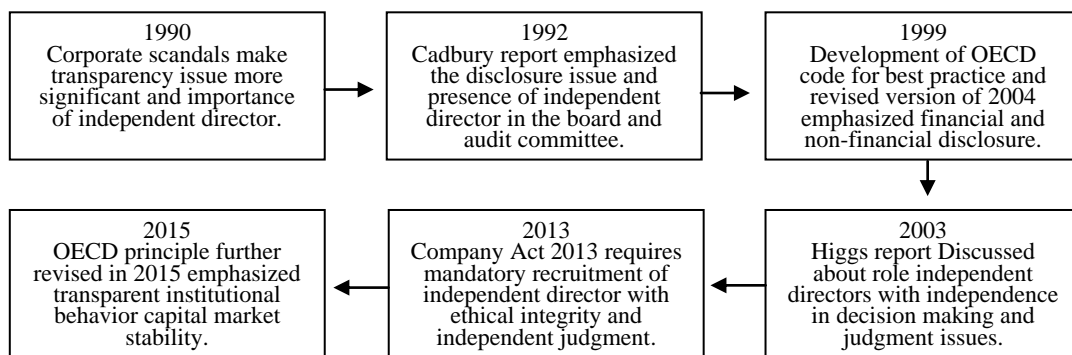 1990
Corporate scandals make
transparency issue more
significant and importance
of independent director.
1992
Cadbury report emphasized
the disclosure issue and
presence of independent
director in the board and
audit committee.
1999
Development of OECD
code for best practice and
revised version of 2004
emphasized financial and
non-financial disclosure.
2003
Higgs report Discussed
about role independent
directors with independence
in decision making and
judgment issues.
2013
Company Act 2013 requires
mandatory recruitment of
independent director with
ethical integrity and
independent judgment.
2015
OECD principle further
revised in 2015 emphasized
transparent institutional
behavior capital market
stability.